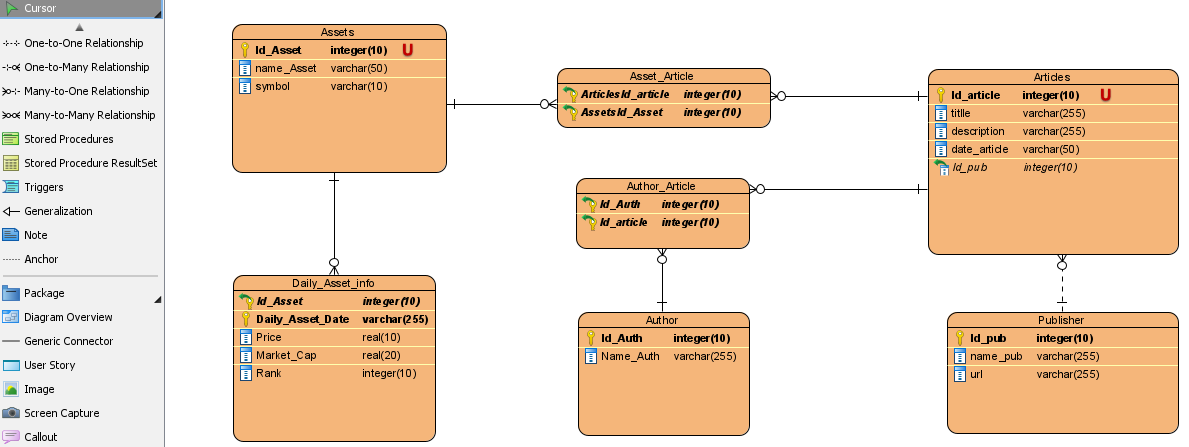 Cursor
One-to-One Relationship
One-to-Many Relationship
Many-to-One Relationship
Many-to-Many Relationship
Stored Procedures
Stored Procedure ResultSet
Triggers
Generalization
Note
Anchor
Package
Diagram Overview
Generic Connector
User Story
Image
Screen Capture
Callout
Assets
Id_Asset integer(10) U
name_Asset varchar(50)
symbol varchar(10)
Asset_Article
ArticlesId_article integer(10)
AssetsId_Asset integer(10)
Articles
Id_article integer(10) U
titlle varchar(255)
description varchar(255)
date_article varchar(50)
Id_pub integer(10)
Author_Article
Id_Auth integer(10)
Id_article integer(10)
Daily_Asset_info
Id_Asset integer(10)
Daily_Asset_Date varchar(255)
Price real(10)
Market_Cap real(20)
Rank integer(10)
Author
Id_Auth integer(10)
Name_Auth varchar(255)
Publisher
Id_pub integer(10)
name_pub varchar(255)
url varchar(255)